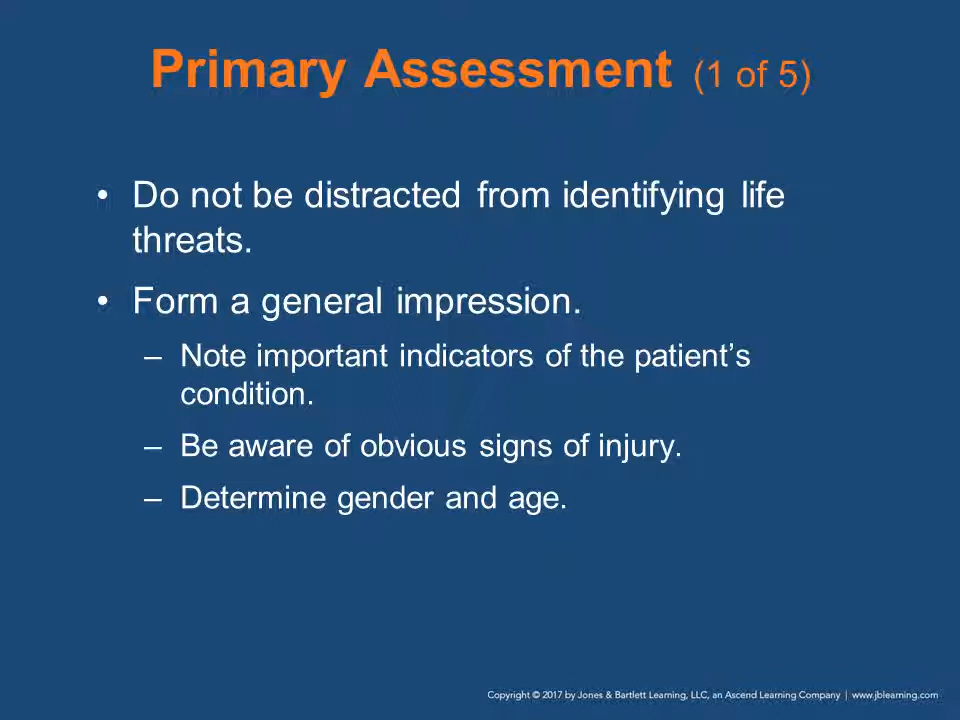 Primary Assessment (1 of 5)
• Do not be distracted from identifying life
threats.
• Form a general impression.
– Note important indicators of the patient’s
condition.
– Be aware of obvious signs of injury.
– Determine gender and age.
Copyright © 2017 by Jones & Bartlett Learning, LLC, an Ascend Learning Company | www.jblearning.com